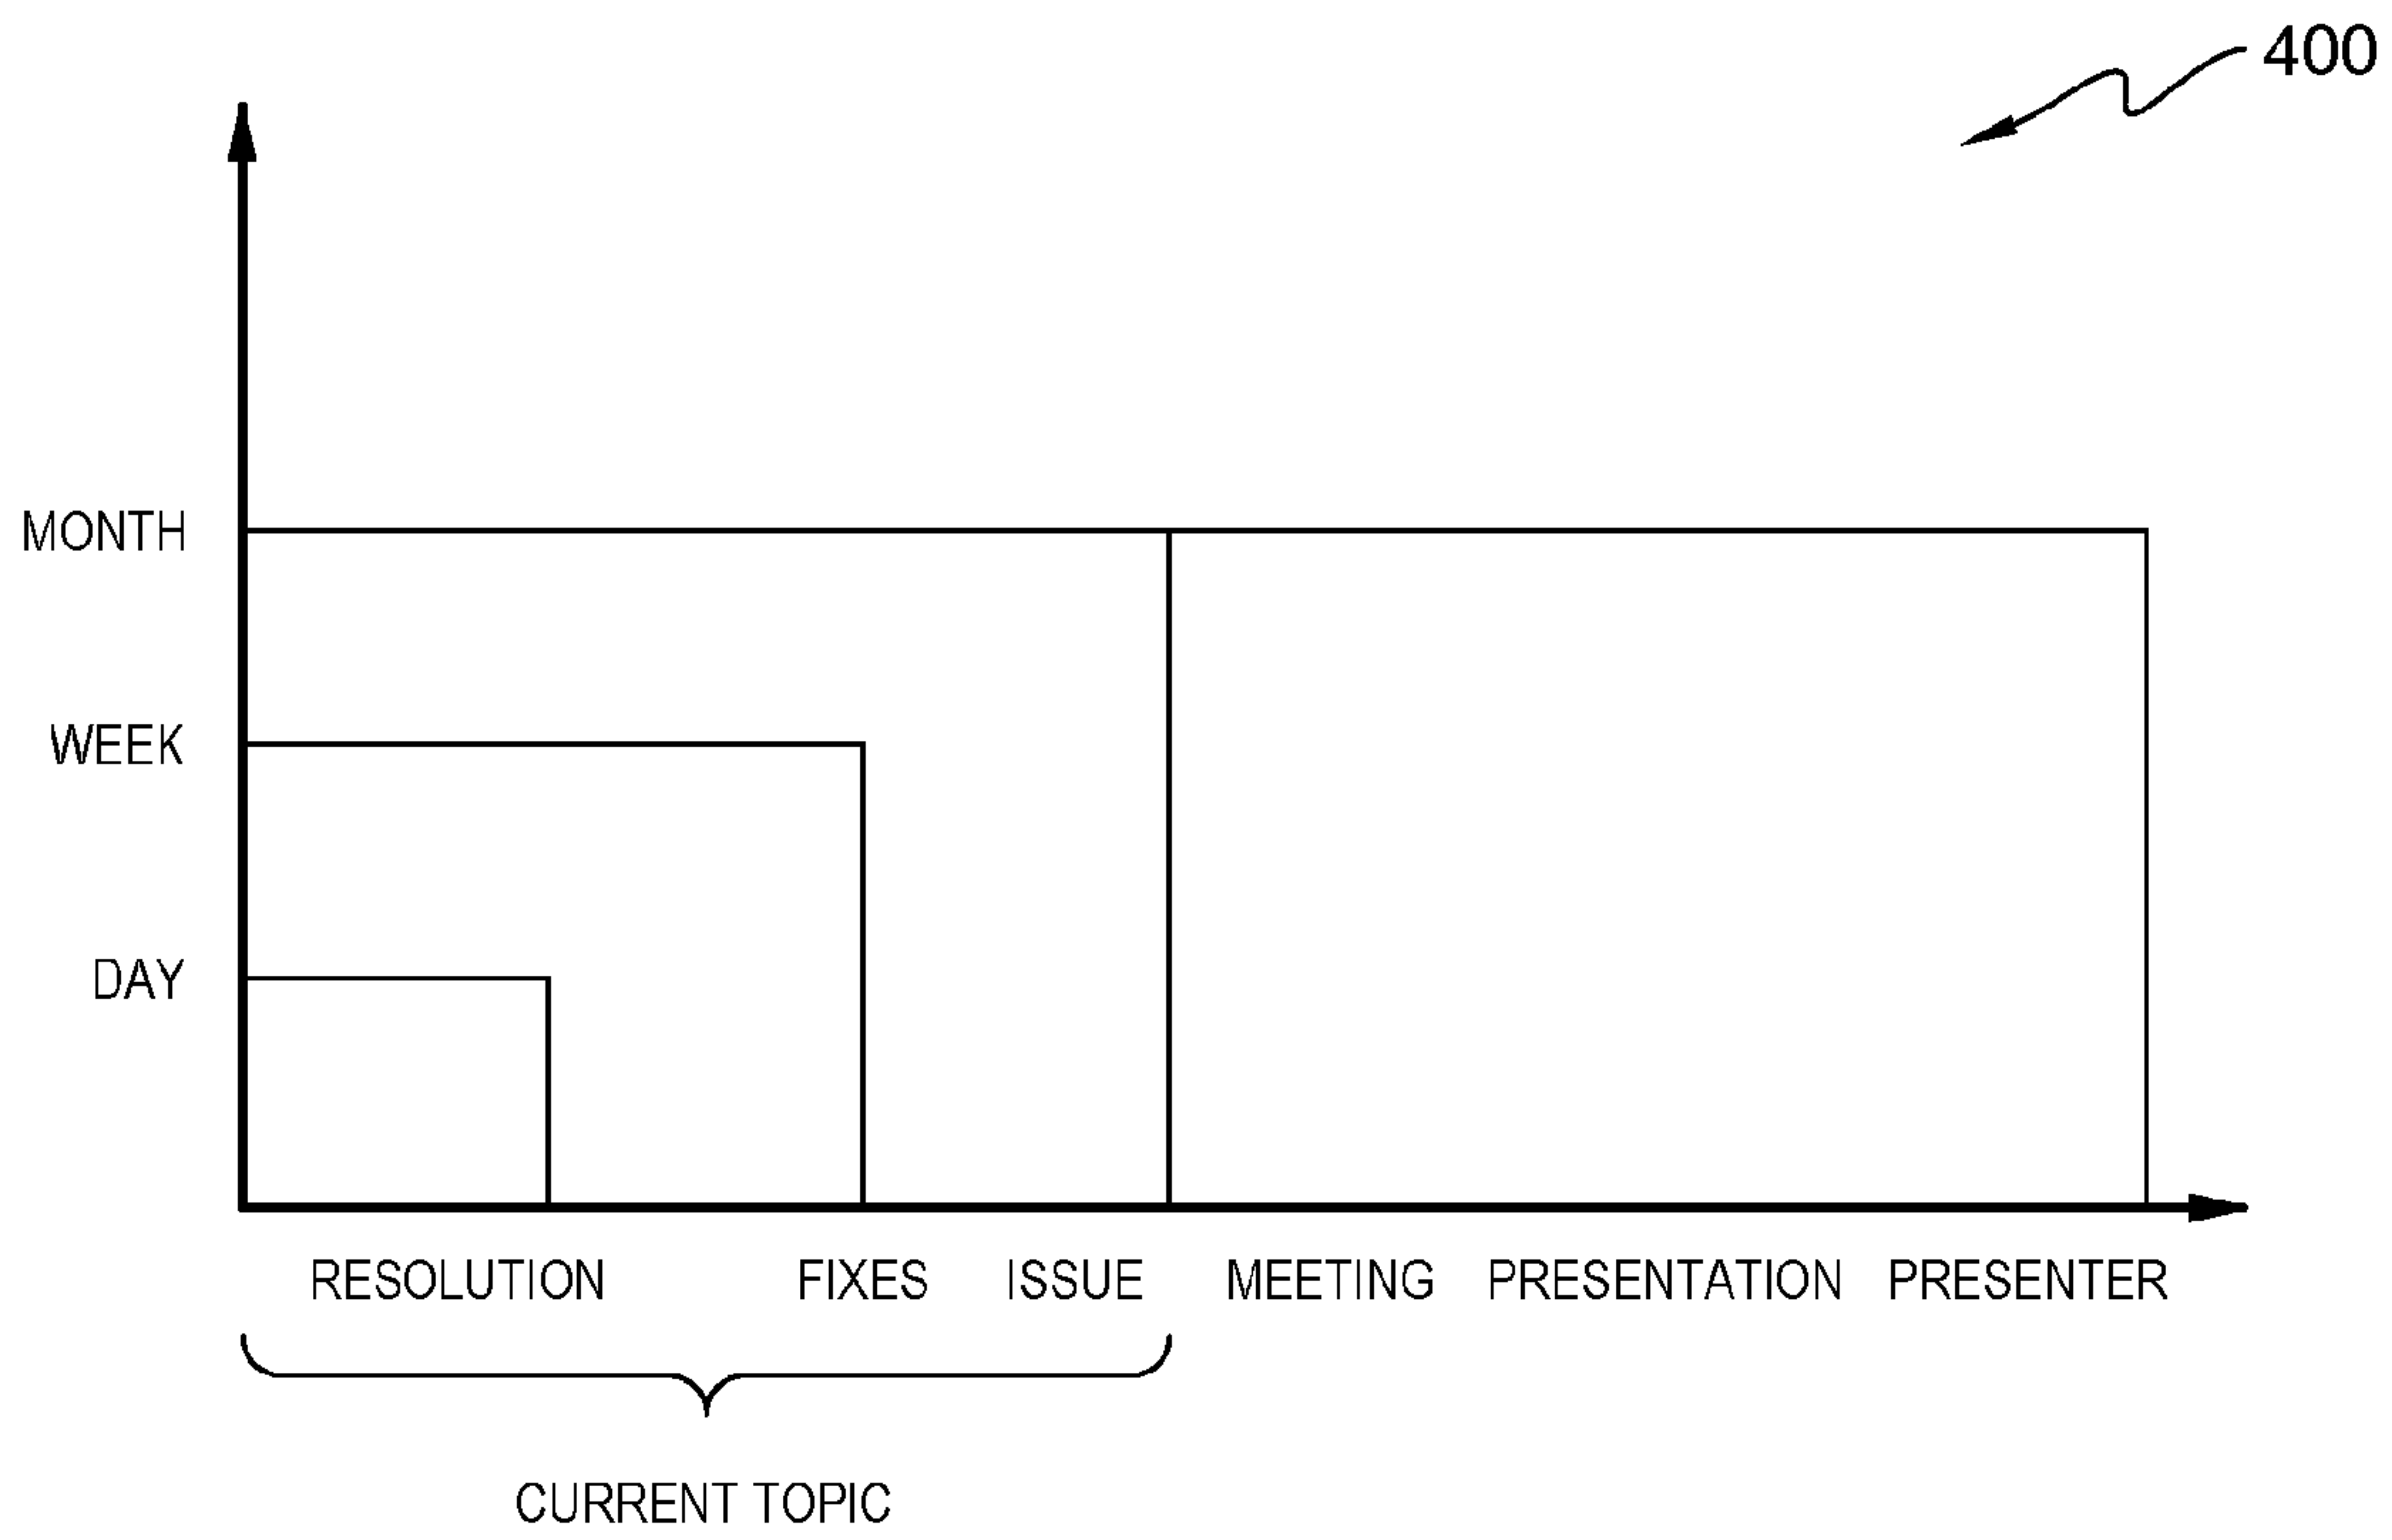 400
MONTH
WEEK
DAY
RESOLUTION FIXES ISSUE MEETING PRESENTATION PRESENTER
CURRENT TOPIC